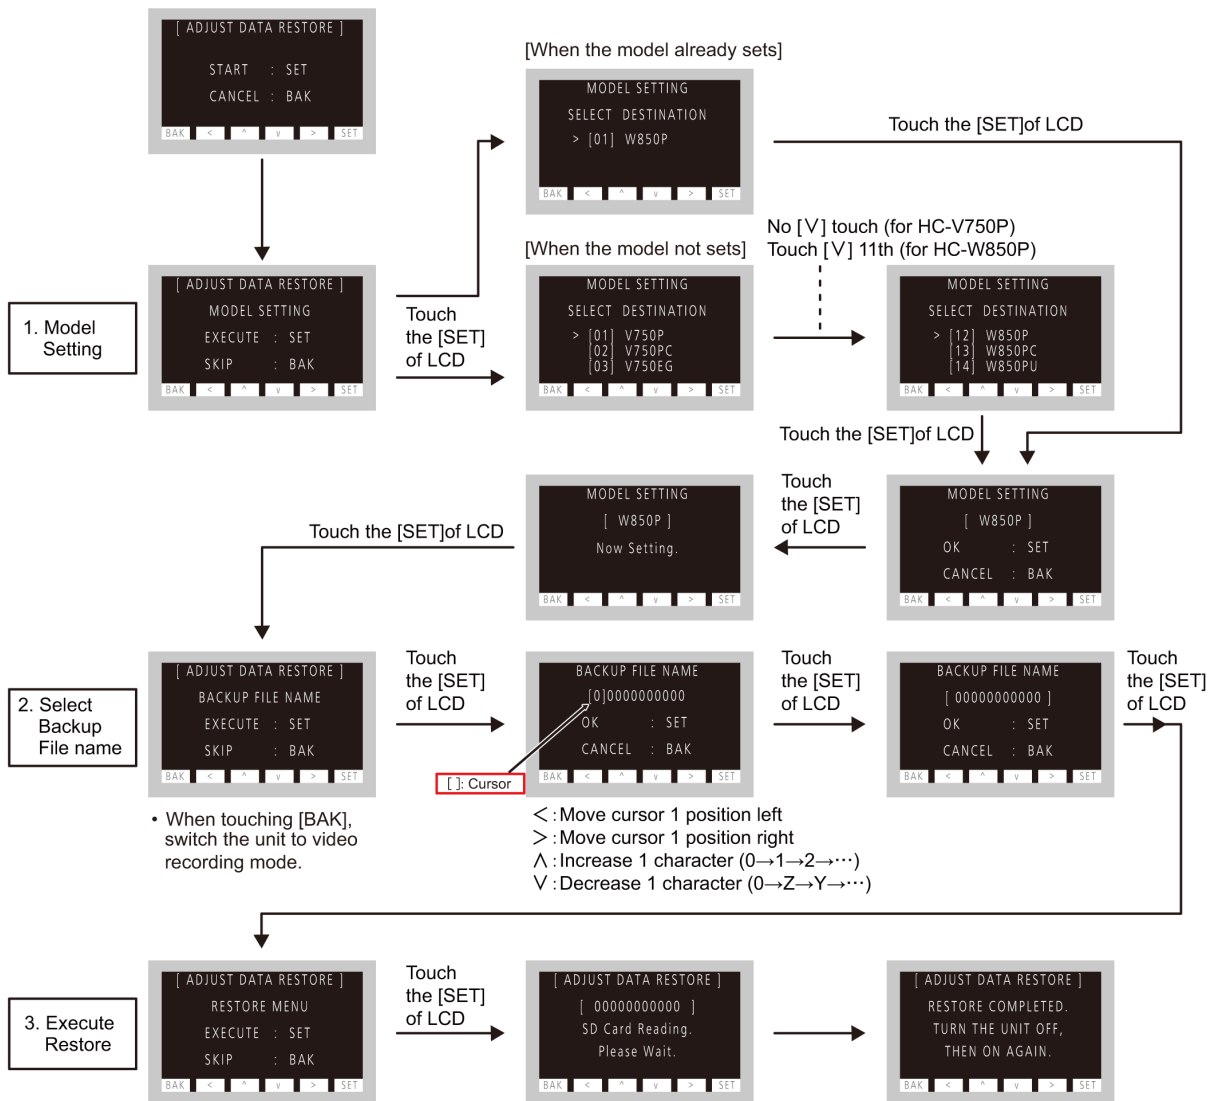 [ ADJUST DATA RESTORE ]
START : SET
CANCEL : BAK
BAK < ^ v > SET
[When the model already sets]
MODEL SETTING
SELECT DESTINATION
> [01] W850P
BAK < ^ v > SET
Touch the [SET]of LCD
1. Model
Setting
[ ADJUST DATA RESTORE ]
MODEL SETTING
EXECUTE : SET
SKIP : BAK
BAK < ^ v > SET
Touch
the [SET]
of LCD
[When the model not sets]
MODEL SETTING
SELECT DESTINATION
> [01] V750P
[02] V750PC
[03] V750EG
BAK < ^ v > SET
No [∨] touch (for HC-V750P)
Touch [∨] 11th (for HC-W850P)
MODEL SETTING
SELECT DESTINATION
> [12] W850P
[13] W850PC
[14] W850PU
BAK < ^ v > SET
Touch the [SET]of LCD
MODEL SETTING
[ W850P ]
OK : SET
CANCEL : BAK
BAK < ^ v > SET
Touch
the [SET]
of LCD
MODEL SETTING
[ W850P ]
Now Setting.
BAK < ^ v > SET
Touch the [SET]of LCD
2. Select
Backup
File name
[ ADJUST DATA RESTORE ]
BACKUP FILE NAME
EXECUTE : SET
SKIP : BAK
BAK < ^ v > SET
• When touching [BAK],
switch the unit to video
recording mode.
Touch
the [SET]
of LCD
BACKUP FILE NAME
[0]0000000000
OK : SET
CANCEL : BAK
BAK < ^ v > SET
[ ]: Cursor
< : Move cursor 1 position left
> : Move cursor 1 position right
∧ : Increase 1 character (0→1→2→⋯)
∨ : Decrease 1 character (0→Z→Y→⋯)
Touch
the [SET]
of LCD
BACKUP FILE NAME
[ 00000000000 ]
OK : SET
CANCEL : BAK
BAK < ^ v > SET
Touch
the [SET]
of LCD
3. Execute
Restore
[ ADJUST DATA RESTORE ]
RESTORE MENU
EXECUTE : SET
SKIP : BAK
BAK < ^ v > SET
Touch
the [SET]
of LCD
[ ADJUST DATA RESTORE ]
[ 00000000000 ]
SD Card Reading.
Please Wait.
BAK < ^ v > SET
[ ADJUST DATA RESTORE ]
RESTORE COMPLETED.
TURN THE UNIT OFF,
THEN ON AGAIN.
BAK < ^ v > SET